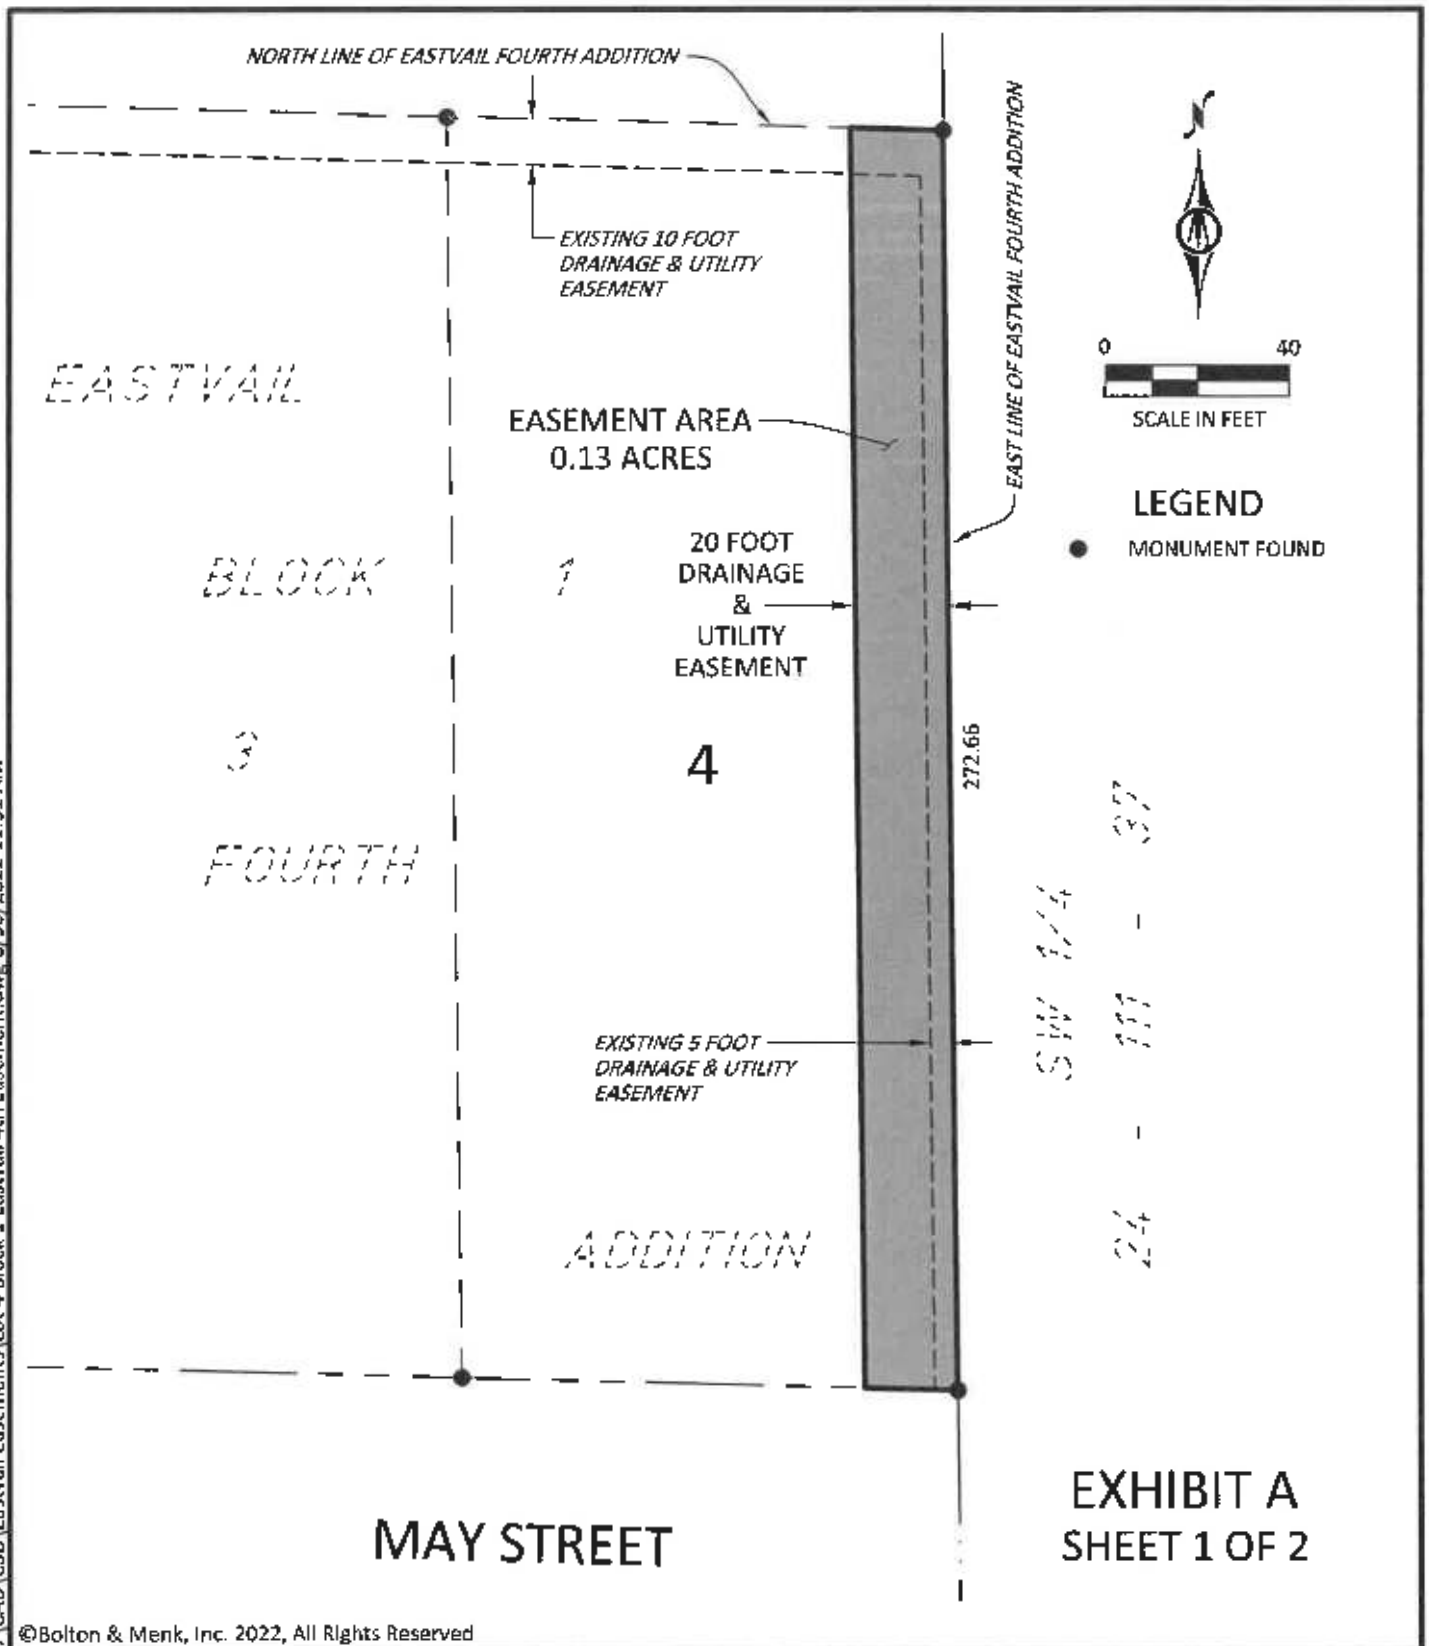 NORTH LINE OF EASTVAIL FOURTH ADDITION
EAST LINE OF EASTVAIL FOURTH ADDITION
N
EXISTING 10 FOOT
DRAINAGE & UTILITY
EASEMENT
0 40
SCALE IN FEET
EASTVAIL
EASEMENT AREA
0.13 ACRES
LEGEND
MONUMENT FOUND
BLOCK 1
20 FOOT
DRAINAGE
&
UTILITY
EASEMENT
3
4
272.66
FOURTH
SW 1/4
24 - 111 - 37
EXISTING 5 FOOT
DRAINAGE & UTILITY
EASEMENT
ADDITION
MAY STREET
EXHIBIT A
SHEET 1 OF 2
©Bolton & Menk, Inc. 2022, All Rights Reserved